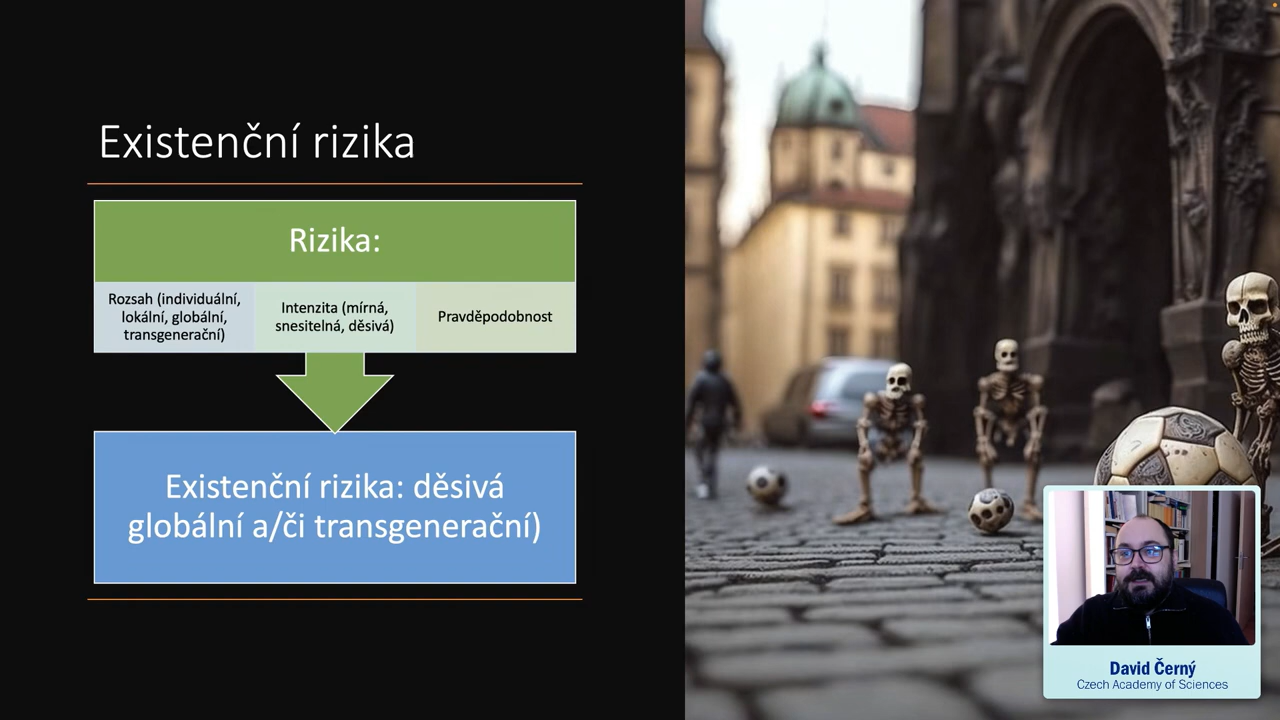 Existenční rizika
Rizika:
Rozsah (individuální,
lokální, globální,
transgenerační)
Intenzita (mírná,
snesitelná, děsivá)
Pravděpodobnost
Existenční rizika: děsivá
globální a/či transgenerační)
David Černý
Czech Academy of Sciences